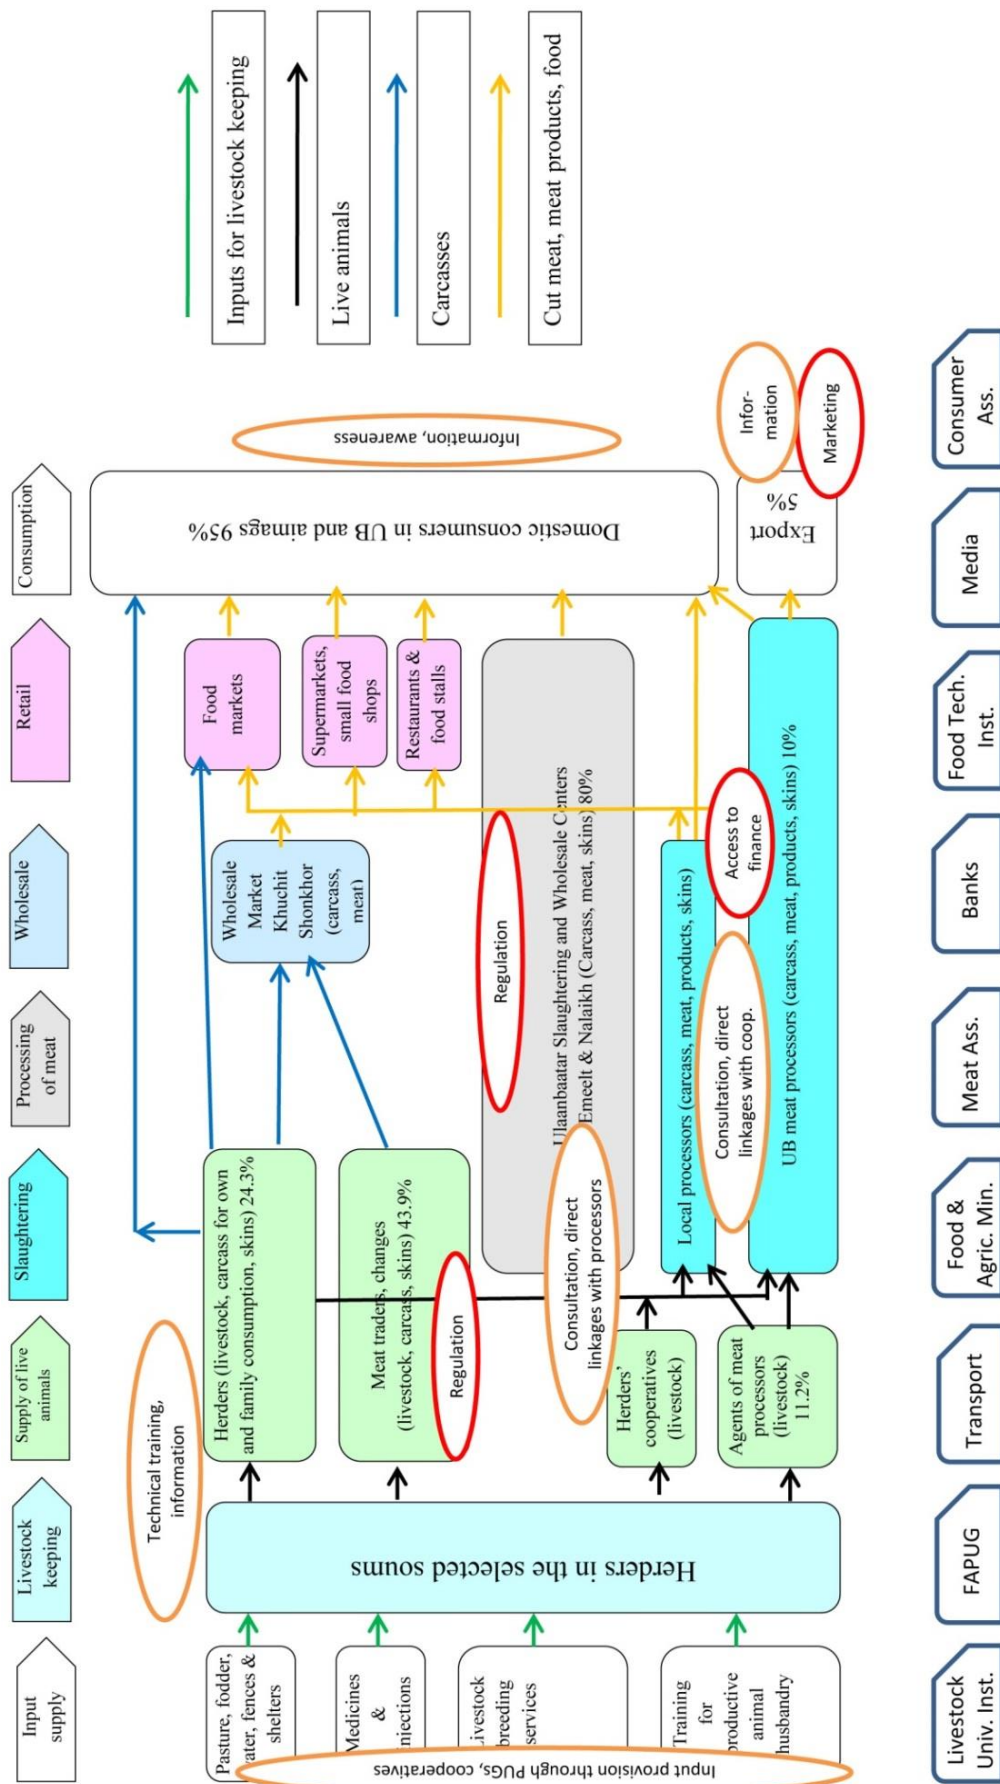 Input
supply
Livestock
keeping
Supply of live
animals
Slaughtering
Processing
of meat
Wholesale
Retail
Consumption
Technical training,
information
Pasture, fodder,
water, fences &
shelters
Medicines
&
injections
Livestock
breeding
services
Training
for
productive
animal
husbandry
Input provision through PUGs, cooperatives
Herders in the selected soums
Herders (livestock, carcass for own
and family consumption, skins) 24.3%
Meat traders, changes
(livestock, carcass, skins) 43.9%
Regulation
Herders'
cooperatives
(livestock)
Agents of meat
processors
(livestock)
11.2%
Consultation, direct
linkages with processors
Wholesale
Market
Khuchit
Shonkhor
(carcass,
meat)
Regulation
Ulaanbaatar Slaughtering and Wholesale Centers
Emeelt & Nalaikh (Carcass, meat, skins) 80%
Local processors (carcass, meat, products, skins)
Consultation, direct
linkages with coop.
Access to
finance
UB meat processors (carcass, meat, products, skins) 10%
Food
markets
Supermarkets,
small food
shops
Restaurants &
food stalls
Domestic consumers in UB and aimags 95%
Export
5%
Information, awareness
Infor-
mation
Marketing
Inputs for livestock keeping
Live animals
Carcasses
Cut meat, meat products, food
Livestock
Univ. Inst.
FAPUG
Transport
Food &
Agric. Min.
Meat Ass.
Banks
Food Tech.
Inst.
Media
Consumer
Ass.